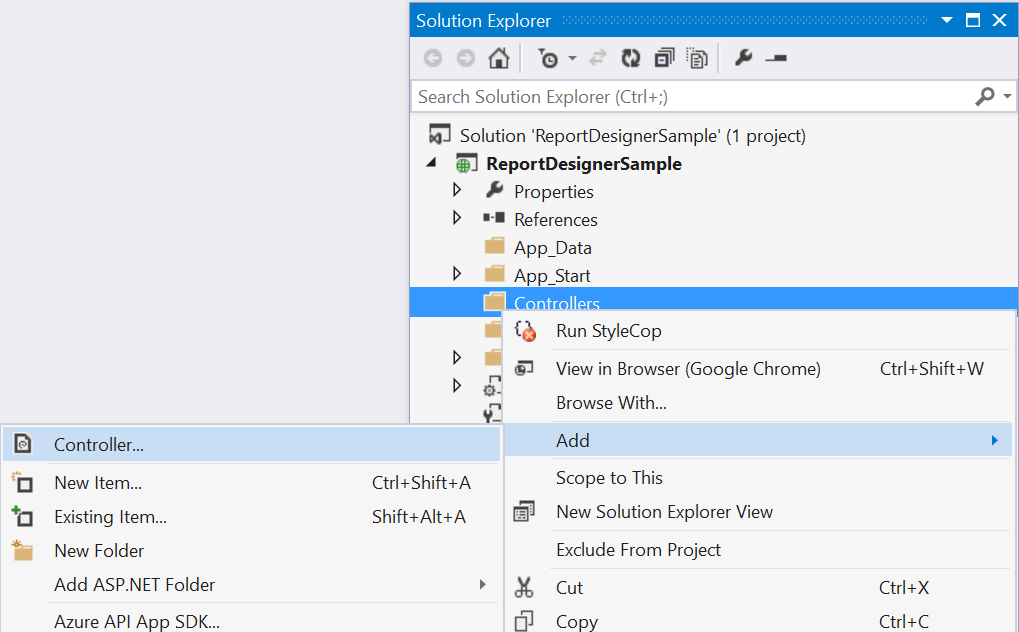 Solution Explorer
Search Solution Explorer (Ctrl+;)
Solution 'ReportDesignerSample' (1 project)
ReportDesignerSample
Properties
References
App_Data
App_Start
Controllers
Run StyleCop
View in Browser (Google Chrome) Ctrl+Shift+W
Browse With...
Add
Scope to This
New Solution Explorer View
Exclude From Project
Cut Ctrl+X
Copy Ctrl+C
Controller...
New Item... Ctrl+Shift+A
Existing Item... Shift+Alt+A
New Folder
Add ASP.NET Folder
Azure API App SDK...